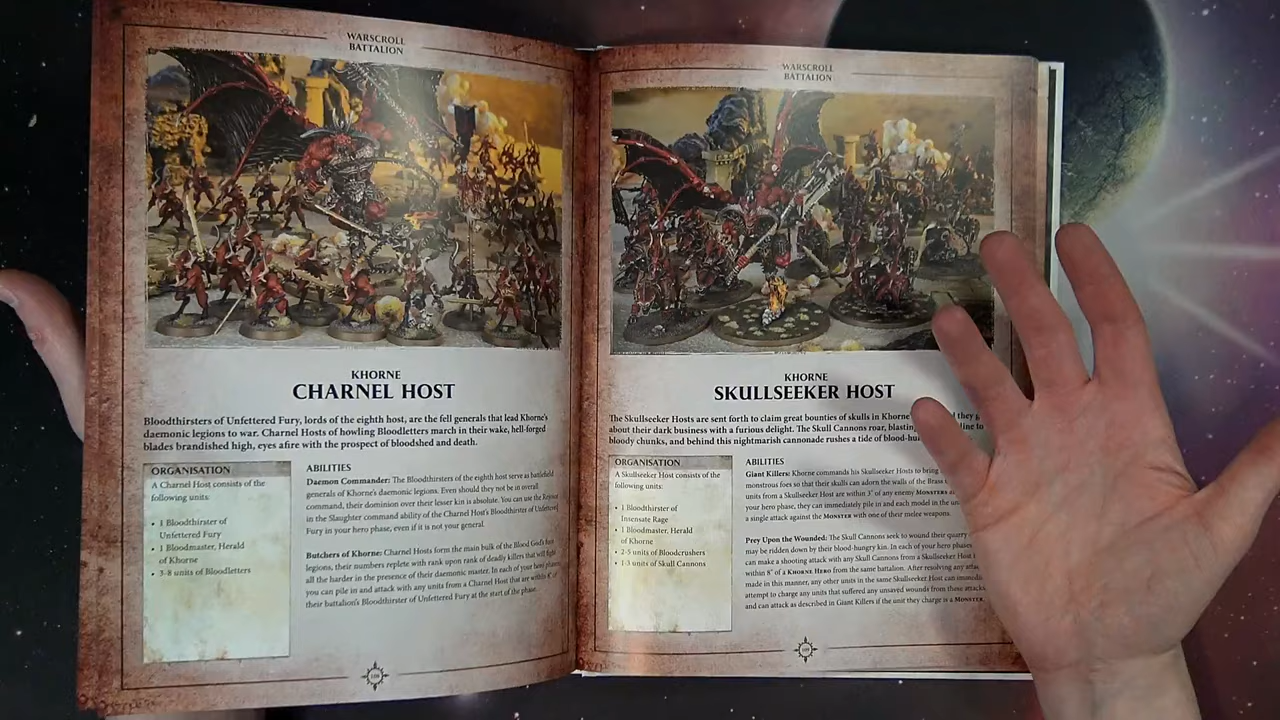 WARSCROLL
BATTALION
KHORNE
CHARNEL HOST
Bloodthirsters of Unfettered Fury, lords of the eighth host, are the fell generals that lead Khorne's
daemonic legions to war. Charnel Hosts of howling Bloodletters march in their wake, hell-forged
blades brandished high, eyes afire with the prospect of bloodshed and death.
ORGANISATION
A Charnel Host consists of the
following units:
• 1 Bloodthirster of
Unfettered Fury
• 1 Bloodmaster, Herald
of Khorne
• 3-8 units of Bloodletters
ABILITIES
Daemon Commander: The Bloodthirsters of the eighth host serve as battlefield
generals of Khorne's daemonic legions. Even should they not be in overall
command, their dominion over their lesser kin is absolute. You can use the Rejoice
in the Slaughter command ability of the Charnel Host's Bloodthirster of Unfettered
Fury in your hero phase, even if it is not your general.
Butchers of Khorne: Charnel Hosts form the main bulk of the Blood God's
legions, their numbers replete with rank upon rank of deadly killers that will fight
all the harder in the presence of their daemonic master. In each of your hero phases
you can pile in and attack with any units from a Charnel Host that are within 8" of
their battalion's Bloodthirster of Unfettered Fury at the start of the phase.
108
WARSCROLL
BATTALION
KHORNE
SKULLSEEKER HOST
The Skullseeker Hosts are sent forth to claim great bounties of skulls in Khorne they
about their dark business with a furious delight. The Skull Cannons roar, blasting line to
bloody chunks, and behind this nightmarish cannonade rushes a tide of
ORGANISATION
A Skullseeker Host consists of the
following units:
• 1 Bloodthirster of
Insensate Rage
• 1 Bloodmaster, Herald
of Khorne
• 2-5 units of Bloodcrushers
• 1-3 units of Skull Cannons
ABILITIES
Giant Killers: Khorne commands his Skullseeker Hosts to bring
monstrous foes so that their skulls can adorn the walls of the Brass
units from a Skullseeker Host are within 3" of any enemy MONSTERS
your hero phase, they can immediately pile in and each model in the
a single attack against the MONSTER with one of their melee weapons.
Prey Upon the Wounded: The Skull Cannons seek to wound their quarry
may be ridden down by their blood-hungry kin. In each of your hero phases
can make a shooting attack with any Skull Cannons from a Skullseeker Host
within 8" of a KHORNE HERO from the same battalion. After resolving any
made in this manner, any other units in the same Skullseeker Host can
attempt to charge any units that suffered any unsaved wounds from these attacks,
and can attack as described in Giant Killers if the unit they charge is a MONSTER.
109